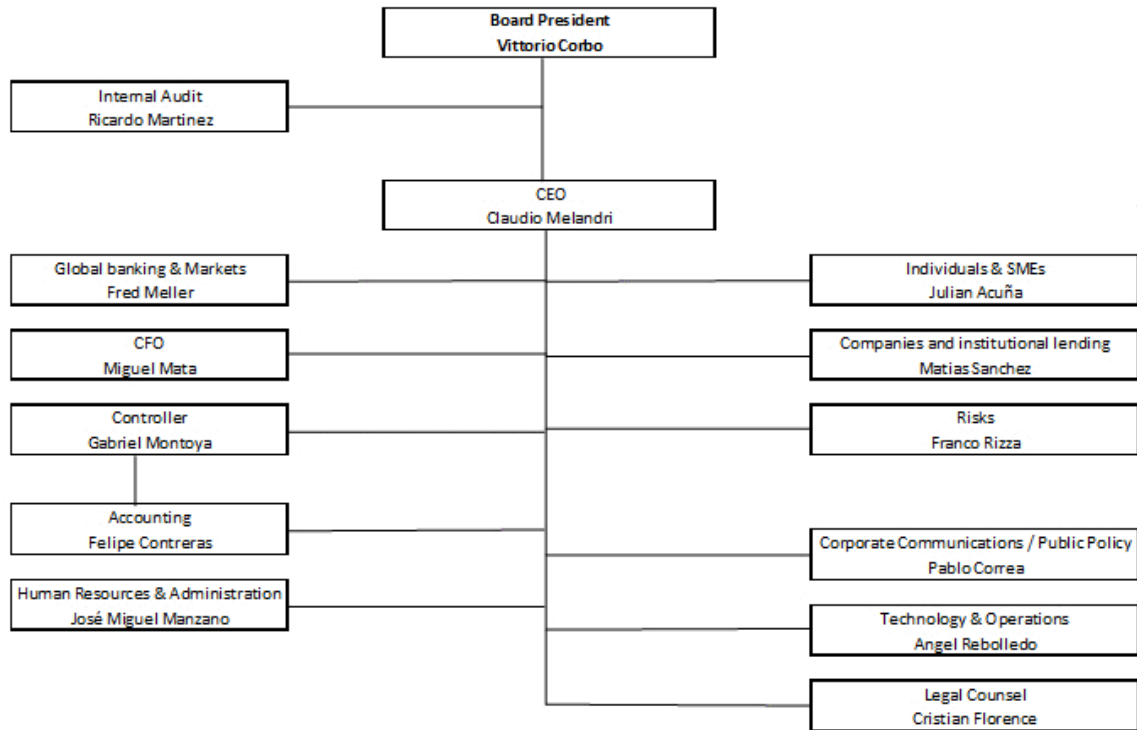 Board President
Vittorio Corbo
Internal Audit
Ricardo Martinez
CEO
Claudio Melandri
Global banking & Markets
Fred Meller
Individuals & SMEs
Julian Acuña
CFO
Miguel Mata
Companies and institutional lending
Matias Sanchez
Controller
Gabriel Montoya
Risks
Franco Rizza
Accounting
Felipe Contreras
Corporate Communications / Public Policy
Pablo Correa
Human Resources & Administration
José Miguel Manzano
Technology & Operations
Angel Rebolledo
Legal Counsel
Cristian Florence